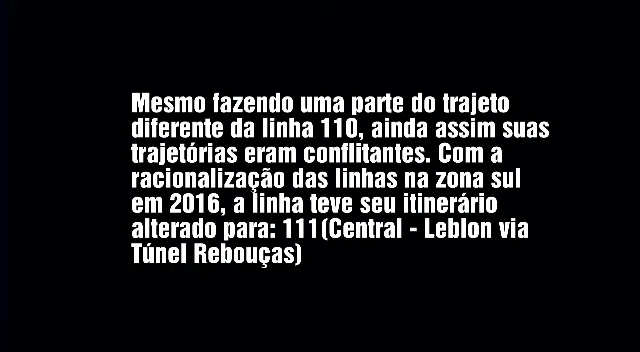 Mesmo fazendo uma parte do trajeto
diferente da linha 110, ainda assim suas
trajetórias eram conflitantes. Com a
racionalização das linhas na zona sul
em 2016, a linha teve seu itinerário
alterado para: 111(Central - Leblon via
Túnel Rebouças)